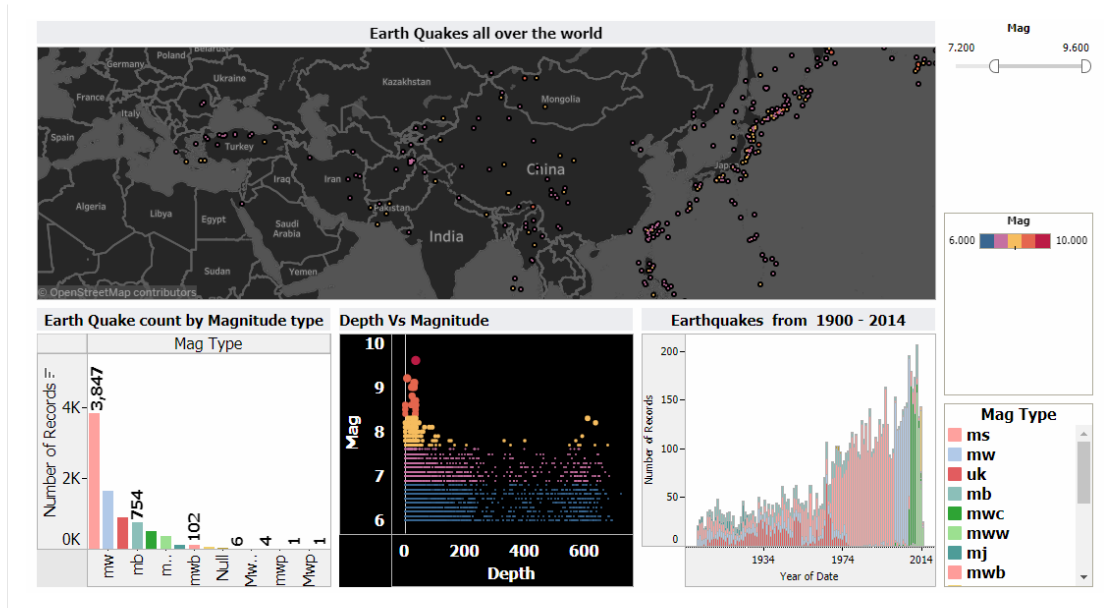 Earth Quakes all over the world
Mag
7.200
9.600
Belarus
Poland
Germany
Ukraine
Kazakhstan
France
Mongolia
Italy
Spain
Turkey
China
Jap
Iraq
Iran
Algeria
Libya
Egypt
Pakistan
Saudi
Arabia
India
Sudan
Yemen
© OpenStreetMap contributors
Mag
6.000
10.000
Earth Quake count by Magnitude type
Mag Type
Number of Records
4K
2K
0K
3,847
754
102
6
4
1
1
mw
mb
m..
mwb
Null
Mw..
mwp
Mwp
Depth Vs Magnitude
Mag
10
9
8
7
6
0
200
400
600
Depth
Earthquakes from 1900 - 2014
Number of Records
200
150
100
50
0
1934
1974
2014
Year of Date
Mag Type
ms
mw
uk
mb
mwc
mww
mj
mwb